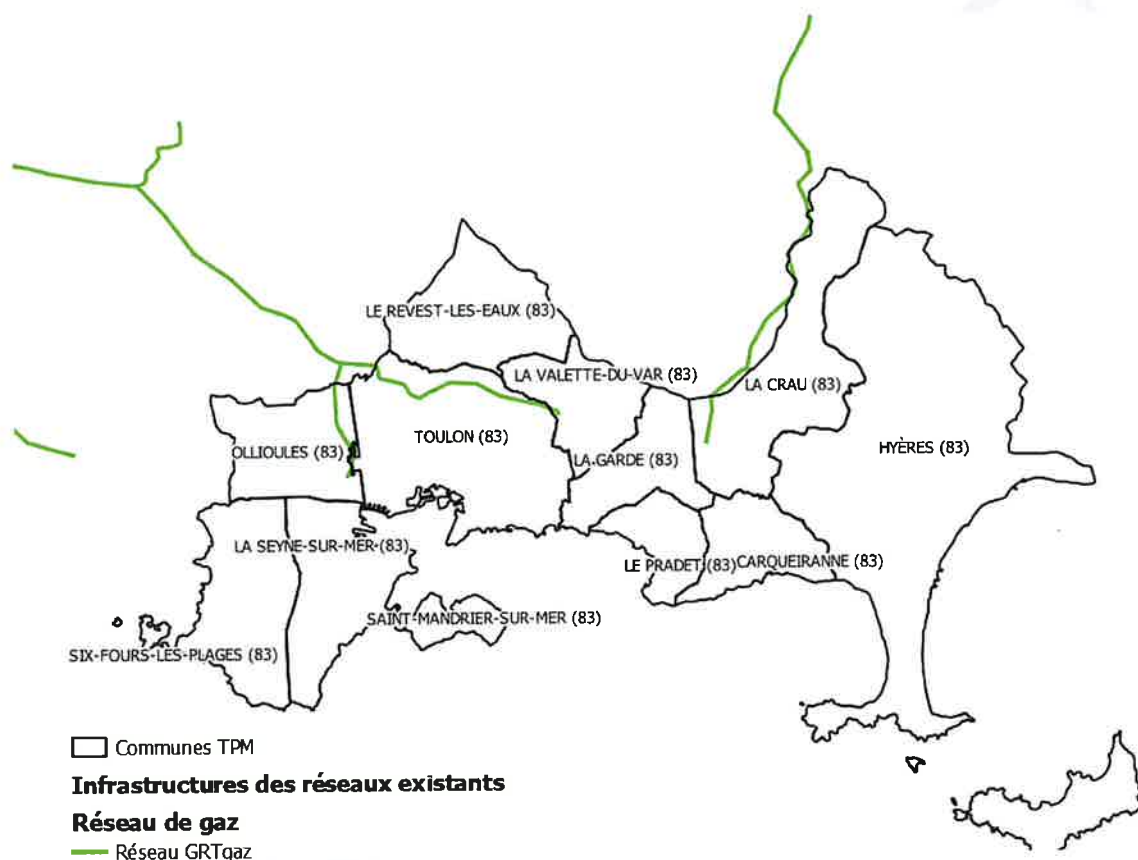 LE REVEST-LES-EAUX (83)
LA VALETTE-DU-VAR (83)
LA CRAU (83)
TOULON (83)
OLLIOULES (83)
LA GARDE (83)
HYÈRES (83)
LA SEYNE-SUR-MER (83)
LE PRADET (83)
CARQUEIRANNE (83)
SAINT-MANDRIER-SUR-MER (83)
SIX-FOURS-LES-PLAGES (83)
Communes TPM
Infrastructures des réseaux existants
Réseau de gaz
Réseau GRTgaz